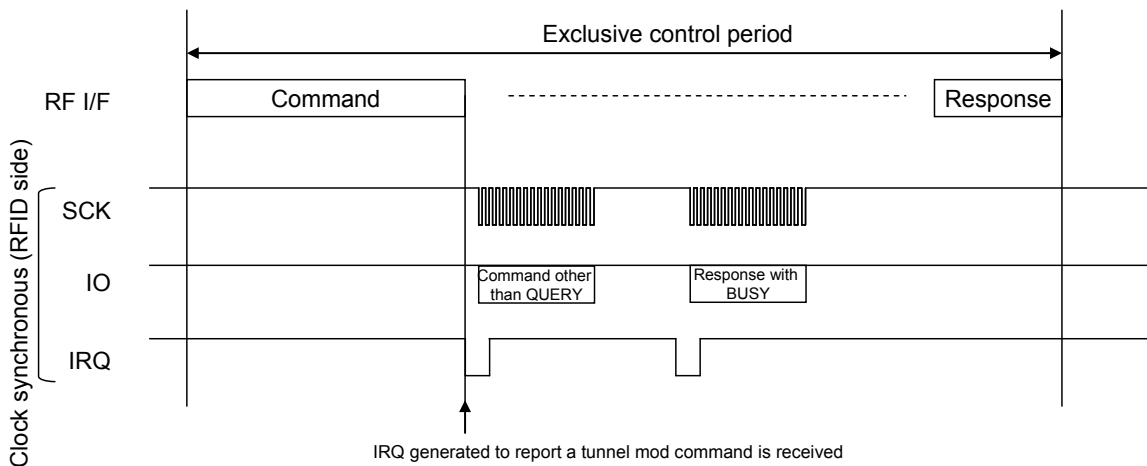 Exclusive control period
RF I/F
Command
Response
Clock synchronous (RFID side)
SCK
IO
Command other
than QUERY
Response with
BUSY
IRQ
IRQ generated to report a tunnel mod command is received